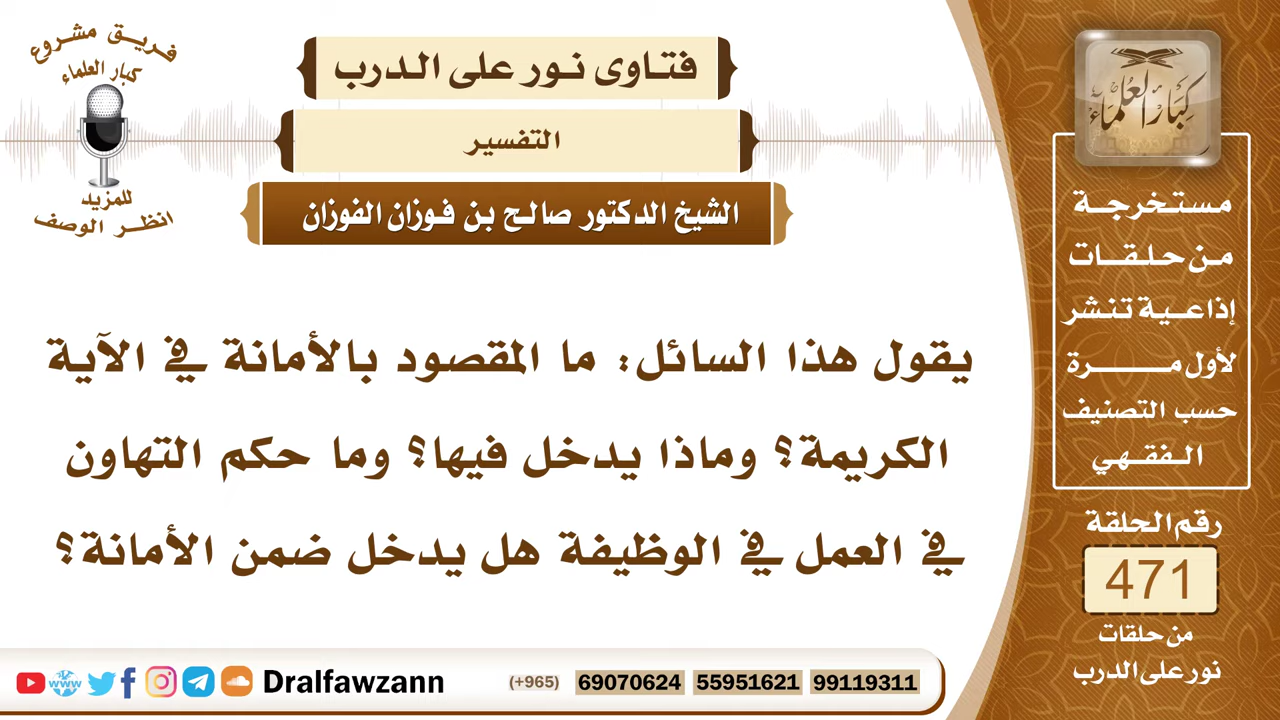 فريق مشروع
كبار العلماء
للمزيد
انظر الوصف
فتاوى نور على الدرب
التفسير
الشيخ الدكتور صالح بن فوزان الفوزان
كبار العلماء
مستخرجة
من حلقات
إذاعية تنشر
لأول مرة
حسب التصنيف
الفقهي
رقم الحلقة
471
من حلقات
نور على الدرب
يقول هذا السائل: ما المقصود بالأمانة في الآية
الكريمة؟ وماذا يدخل فيها؟ وما حكم التهاون
في العمل في الوظيفة هل يدخل ضمن الأمانة؟
www Dralfawzann (+965) 69070624 55951621 99119311